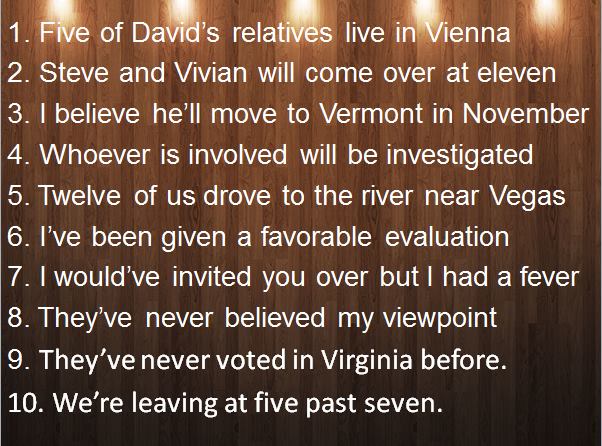 1. Five of David's relatives live in Vienna
2. Steve and Vivian will come over at eleven
3. I believe he'll move to Vermont in November
4. Whoever is involved will be investigated
5. Twelve of us drove to the river near Vegas
6. I've been given a favorable evaluation
7. I would've invited you over but I had a fever
8. They've never believed my viewpoint
9. They've never voted in Virginia before.
10. We're leaving at five past seven.